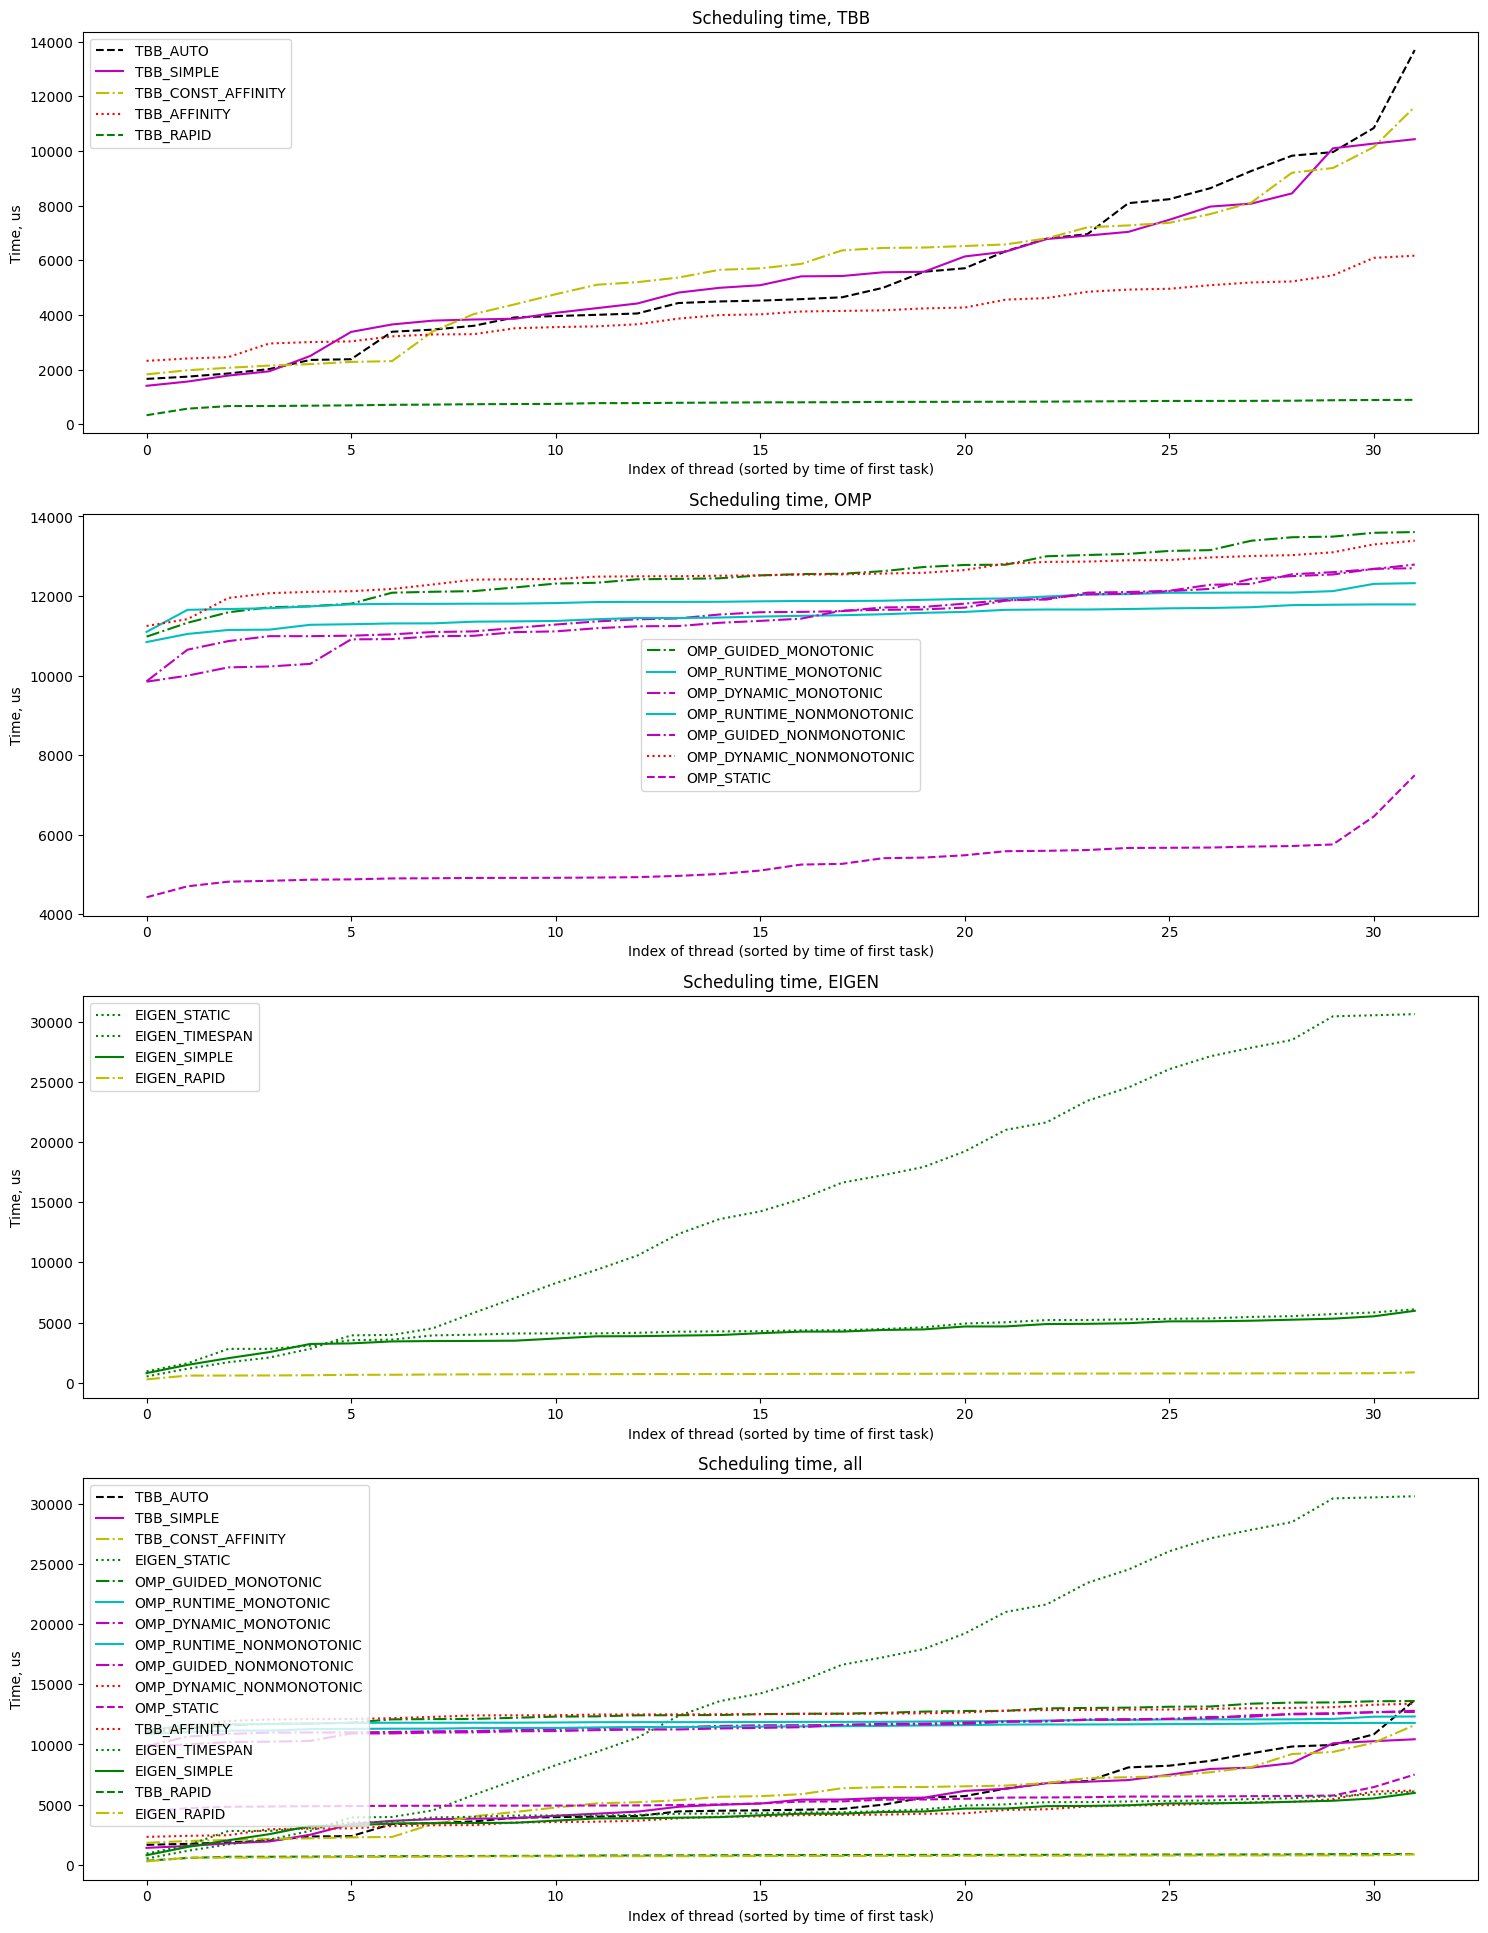 Scheduling time, TBB
14000
12000
10000
8000
6000
4000
2000
0
Time, us
TBB_AUTO
TBB_SIMPLE
TBB_CONST_AFFINITY
TBB_AFFINITY
TBB_RAPID
0 5 10 15 20 25 30
Index of thread (sorted by time of first task)
Scheduling time, OMP
14000
12000
10000
8000
6000
4000
Time, us
OMP_GUIDED_MONOTONIC
OMP_RUNTIME_MONOTONIC
OMP_DYNAMIC_MONOTONIC
OMP_RUNTIME_NONMONOTONIC
OMP_GUIDED_NONMONOTONIC
OMP_DYNAMIC_NONMONOTONIC
OMP_STATIC
0 5 10 15 20 25 30
Index of thread (sorted by time of first task)
Scheduling time, EIGEN
30000
25000
20000
15000
10000
5000
0
Time, us
EIGEN_STATIC
EIGEN_TIMESPAN
EIGEN_SIMPLE
EIGEN_RAPID
0 5 10 15 20 25 30
Index of thread (sorted by time of first task)
Scheduling time, all
30000
25000
20000
15000
10000
5000
0
Time, us
TBB_AUTO
TBB_SIMPLE
TBB_CONST_AFFINITY
EIGEN_STATIC
OMP_GUIDED_MONOTONIC
OMP_RUNTIME_MONOTONIC
OMP_DYNAMIC_MONOTONIC
OMP_RUNTIME_NONMONOTONIC
OMP_GUIDED_NONMONOTONIC
OMP_DYNAMIC_NONMONOTONIC
OMP_STATIC
TBB_AFFINITY
EIGEN_TIMESPAN
EIGEN_SIMPLE
TBB_RAPID
EIGEN_RAPID
0 5 10 15 20 25 30
Index of thread (sorted by time of first task)